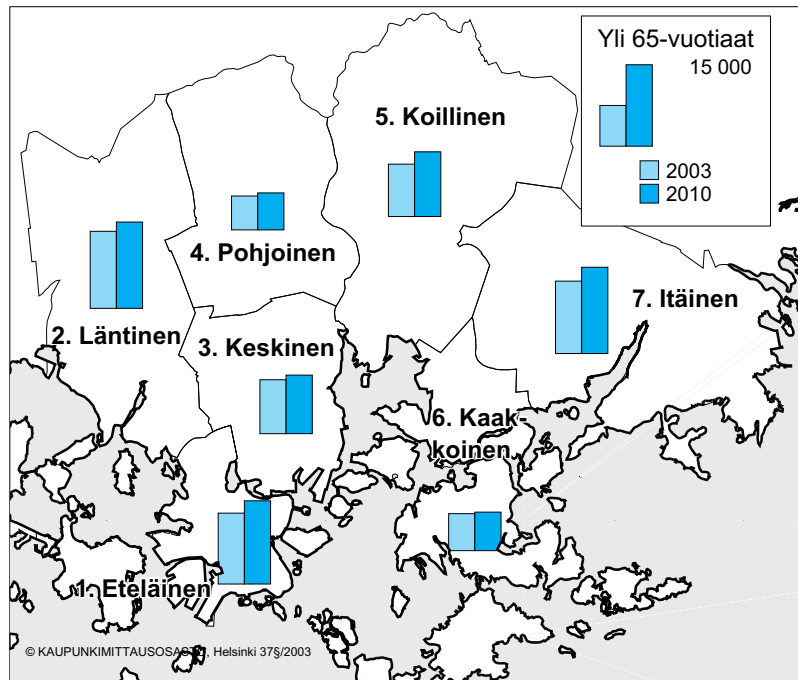 Yli 65-vuotiaat
15 000
2003
2010
5. Koillinen
4. Pohjoinen
7. Itäinen
2. Läntinen
3. Keskinen
6. Kaak-
koinen
1. Eteläinen
© KAUPUNKIMITTAUSOSASTO, Helsinki 37§/2003